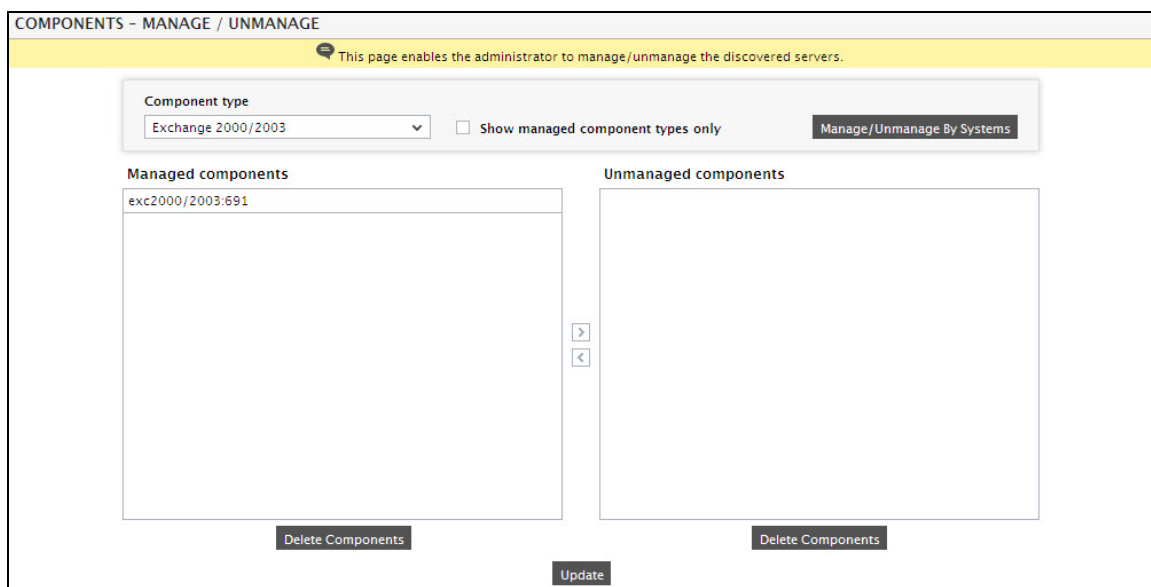 COMPONENTS - MANAGE / UNMANAGE
This page enables the administrator to manage/unmanage the discovered servers.
Component type
Exchange 2000/2003
Show managed component types only
Manage/Unmanage By Systems
Managed components
Unmanaged components
exc2000/2003:691
>
<
Delete Components
Delete Components
Update